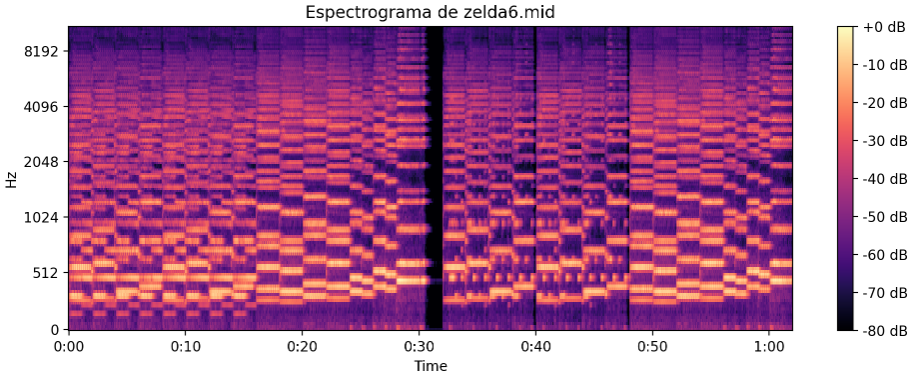 Espectrograma de zelda6.mid
Hz
8192
4096
2048
1024
512
0
0:00 0:10 0:20 0:30 0:40 0:50 1:00
Time
+0 dB
-10 dB
-20 dB
-30 dB
-40 dB
-50 dB
-60 dB
-70 dB
-80 dB